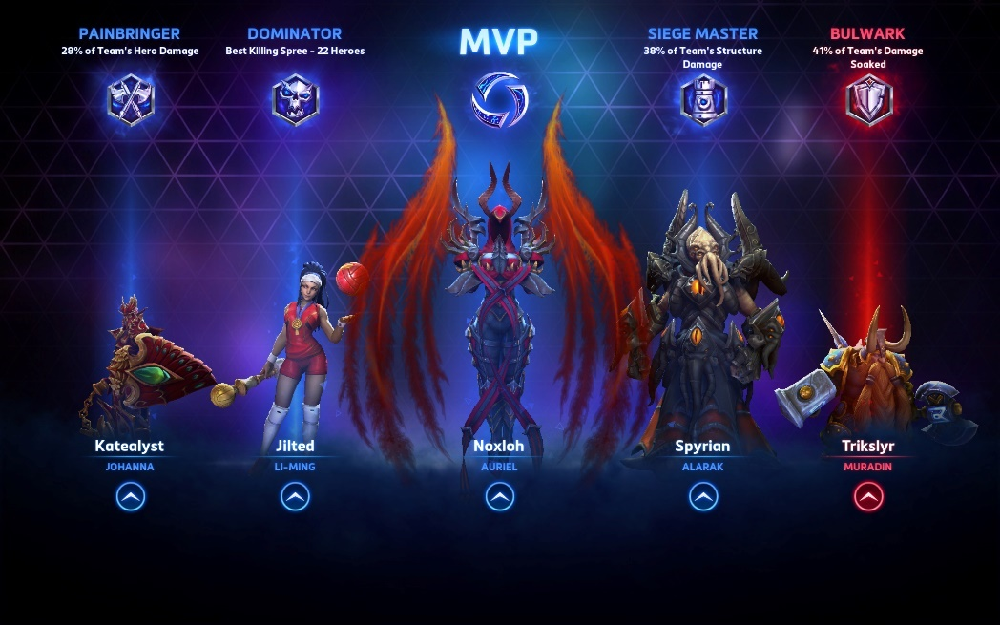 PAINBRINGER
28% of Team's Hero Damage
DOMINATOR
Best Killing Spree - 22 Heroes
MVP
SIEGE MASTER
38% of Team's Structure
Damage
BULWARK
41% of Team's Damage
Soaked
Katealyst
JOHANNA
Jilted
LI-MING
Noxloh
AURIEL
Spyrian
ALARAK
Trikslyr
MURADIN